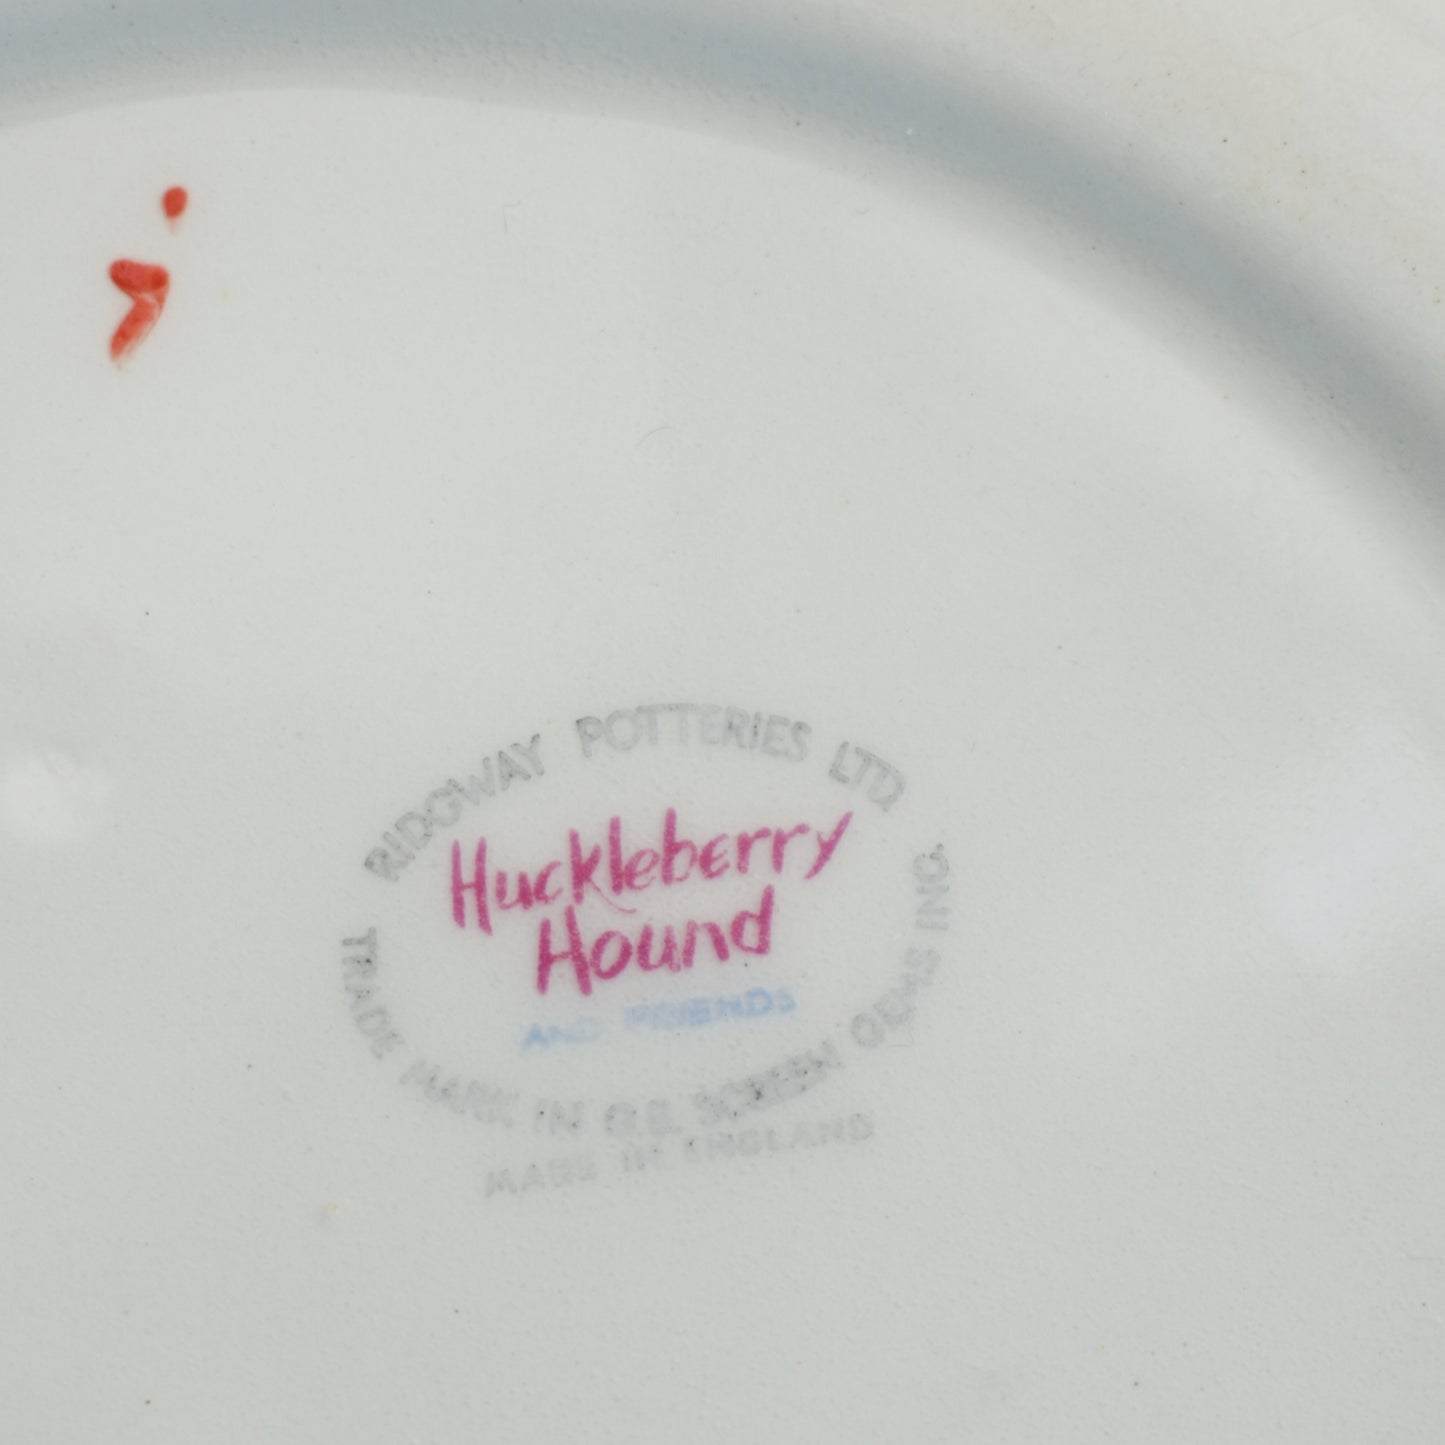 RIDGWAY POTTERIES LTD
Huckleberry
Hound
AND FRIENDS
TRADE MARK IN G.B. SCREEN GEMS INC.
MADE IN ENGLAND